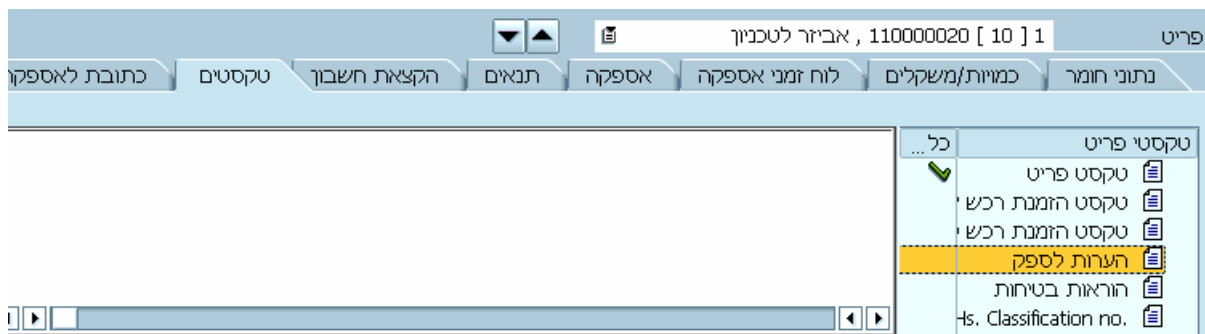 פריט 1 [ 10 ] 110000020 , אביזר לטכניון
נתוני חומר כמויות/משקלים לוח זמני אספקה אספקה תנאים הקצאת חשבון טקסטים כתובת לאספקה
טקסטי פריט כל...
טקסט פריט
טקסט הזמנת רכש
טקסט הזמנת רכש
הערות לספק
הוראות בטיחות
Hs. Classification no.